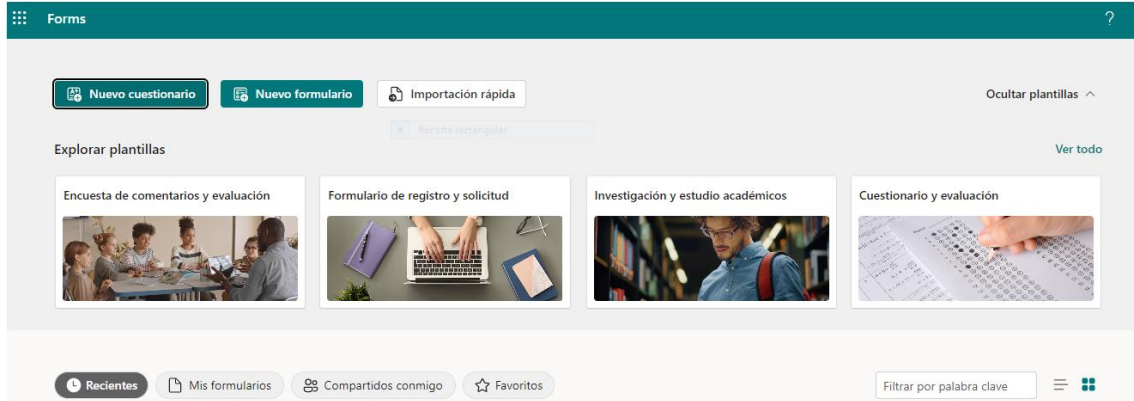 Forms ?
Nuevo cuestionario Nuevo formulario Importación rápida Ocultar plantillas
Recorte rectangular
Explorar plantillas Ver todo
Encuesta de comentarios y evaluación Formulario de registro y solicitud Investigación y estudio académicos Cuestionario y evaluación
Recientes Mis formularios Compartidos conmigo Favoritos Filtrar por palabra clave